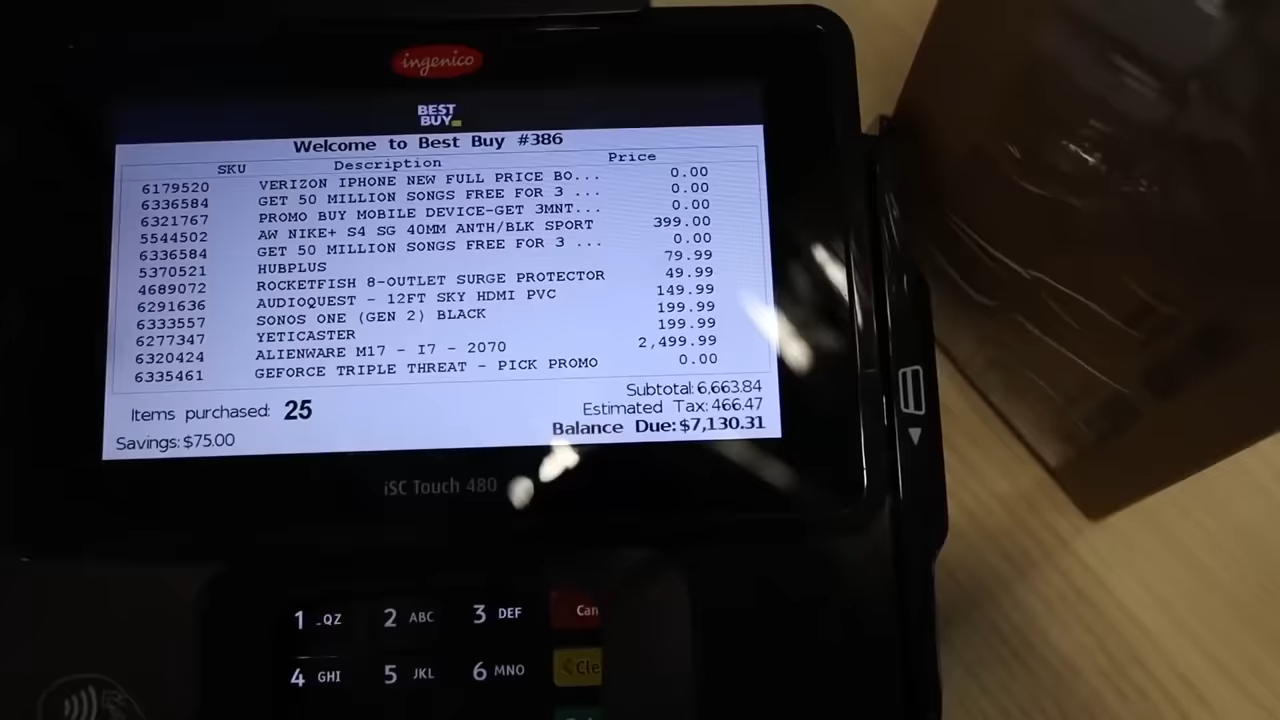 ingenico
BEST
BUY
Welcome to Best Buy #386
SKU Description Price
6179520 VERIZON IPHONE NEW FULL PRICE BO... 0.00
6336584 GET 50 MILLION SONGS FREE FOR 3 ... 0.00
6321767 PROMO BUY MOBILE DEVICE-GET 3MNT... 0.00
5544502 AW NIKE+ S4 SG 40MM ANTH/BLK SPORT 399.00
6336584 GET 50 MILLION SONGS FREE FOR 3 ... 0.00
5370521 HUBPLUS 79.99
4689072 ROCKETFISH 8-OUTLET SURGE PROTECTOR 49.99
6291636 AUDIOQUEST - 12FT SKY HDMI PVC 149.99
6333557 SONOS ONE (GEN 2) BLACK 199.99
6277347 YETICASTER 199.99
6320424 ALIENWARE M17 - I7 - 2070 2,499.99
6335461 GEFORCE TRIPLE THREAT - PICK PROMO 0.00
Items purchased: 25
Savings: $75.00
Subtotal: 6,663.84
Estimated Tax: 466.47
Balance Due: $7,130.31
iSC Touch 480
1 -QZ 2 ABC 3 DEF Can
4 GHI 5 JKL 6 MNO <Cle